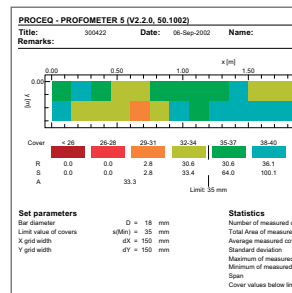 PROCEQ - PROFOMETER 5 (V2.2.0, 50.1002)
Title: 300422 Date: 06-Sep-2002 Name:
Remarks:
x [m]
0.00 0.50 1.00 1.50
0.00
y [m]
Cover < 26 26-28 29-31 32-34 35-37 38-40
R 0.0 0.0 2.8 30.6 30.6 36.1
S 0.0 0.0 2.8 33.4 64.0 100.1
A 33.3
Limit: 35 mm
Set parameters Statistics
Bar diameter D = 18 mm Number of measured
Limit value of covers s(Min) = 35 mm Total Area of measure
X grid width dX = 150 mm Average measured co
Y grid width dY = 150 mm Standard deviation
Maximum of measured
Minimum of measured
Span
Cover values below lim